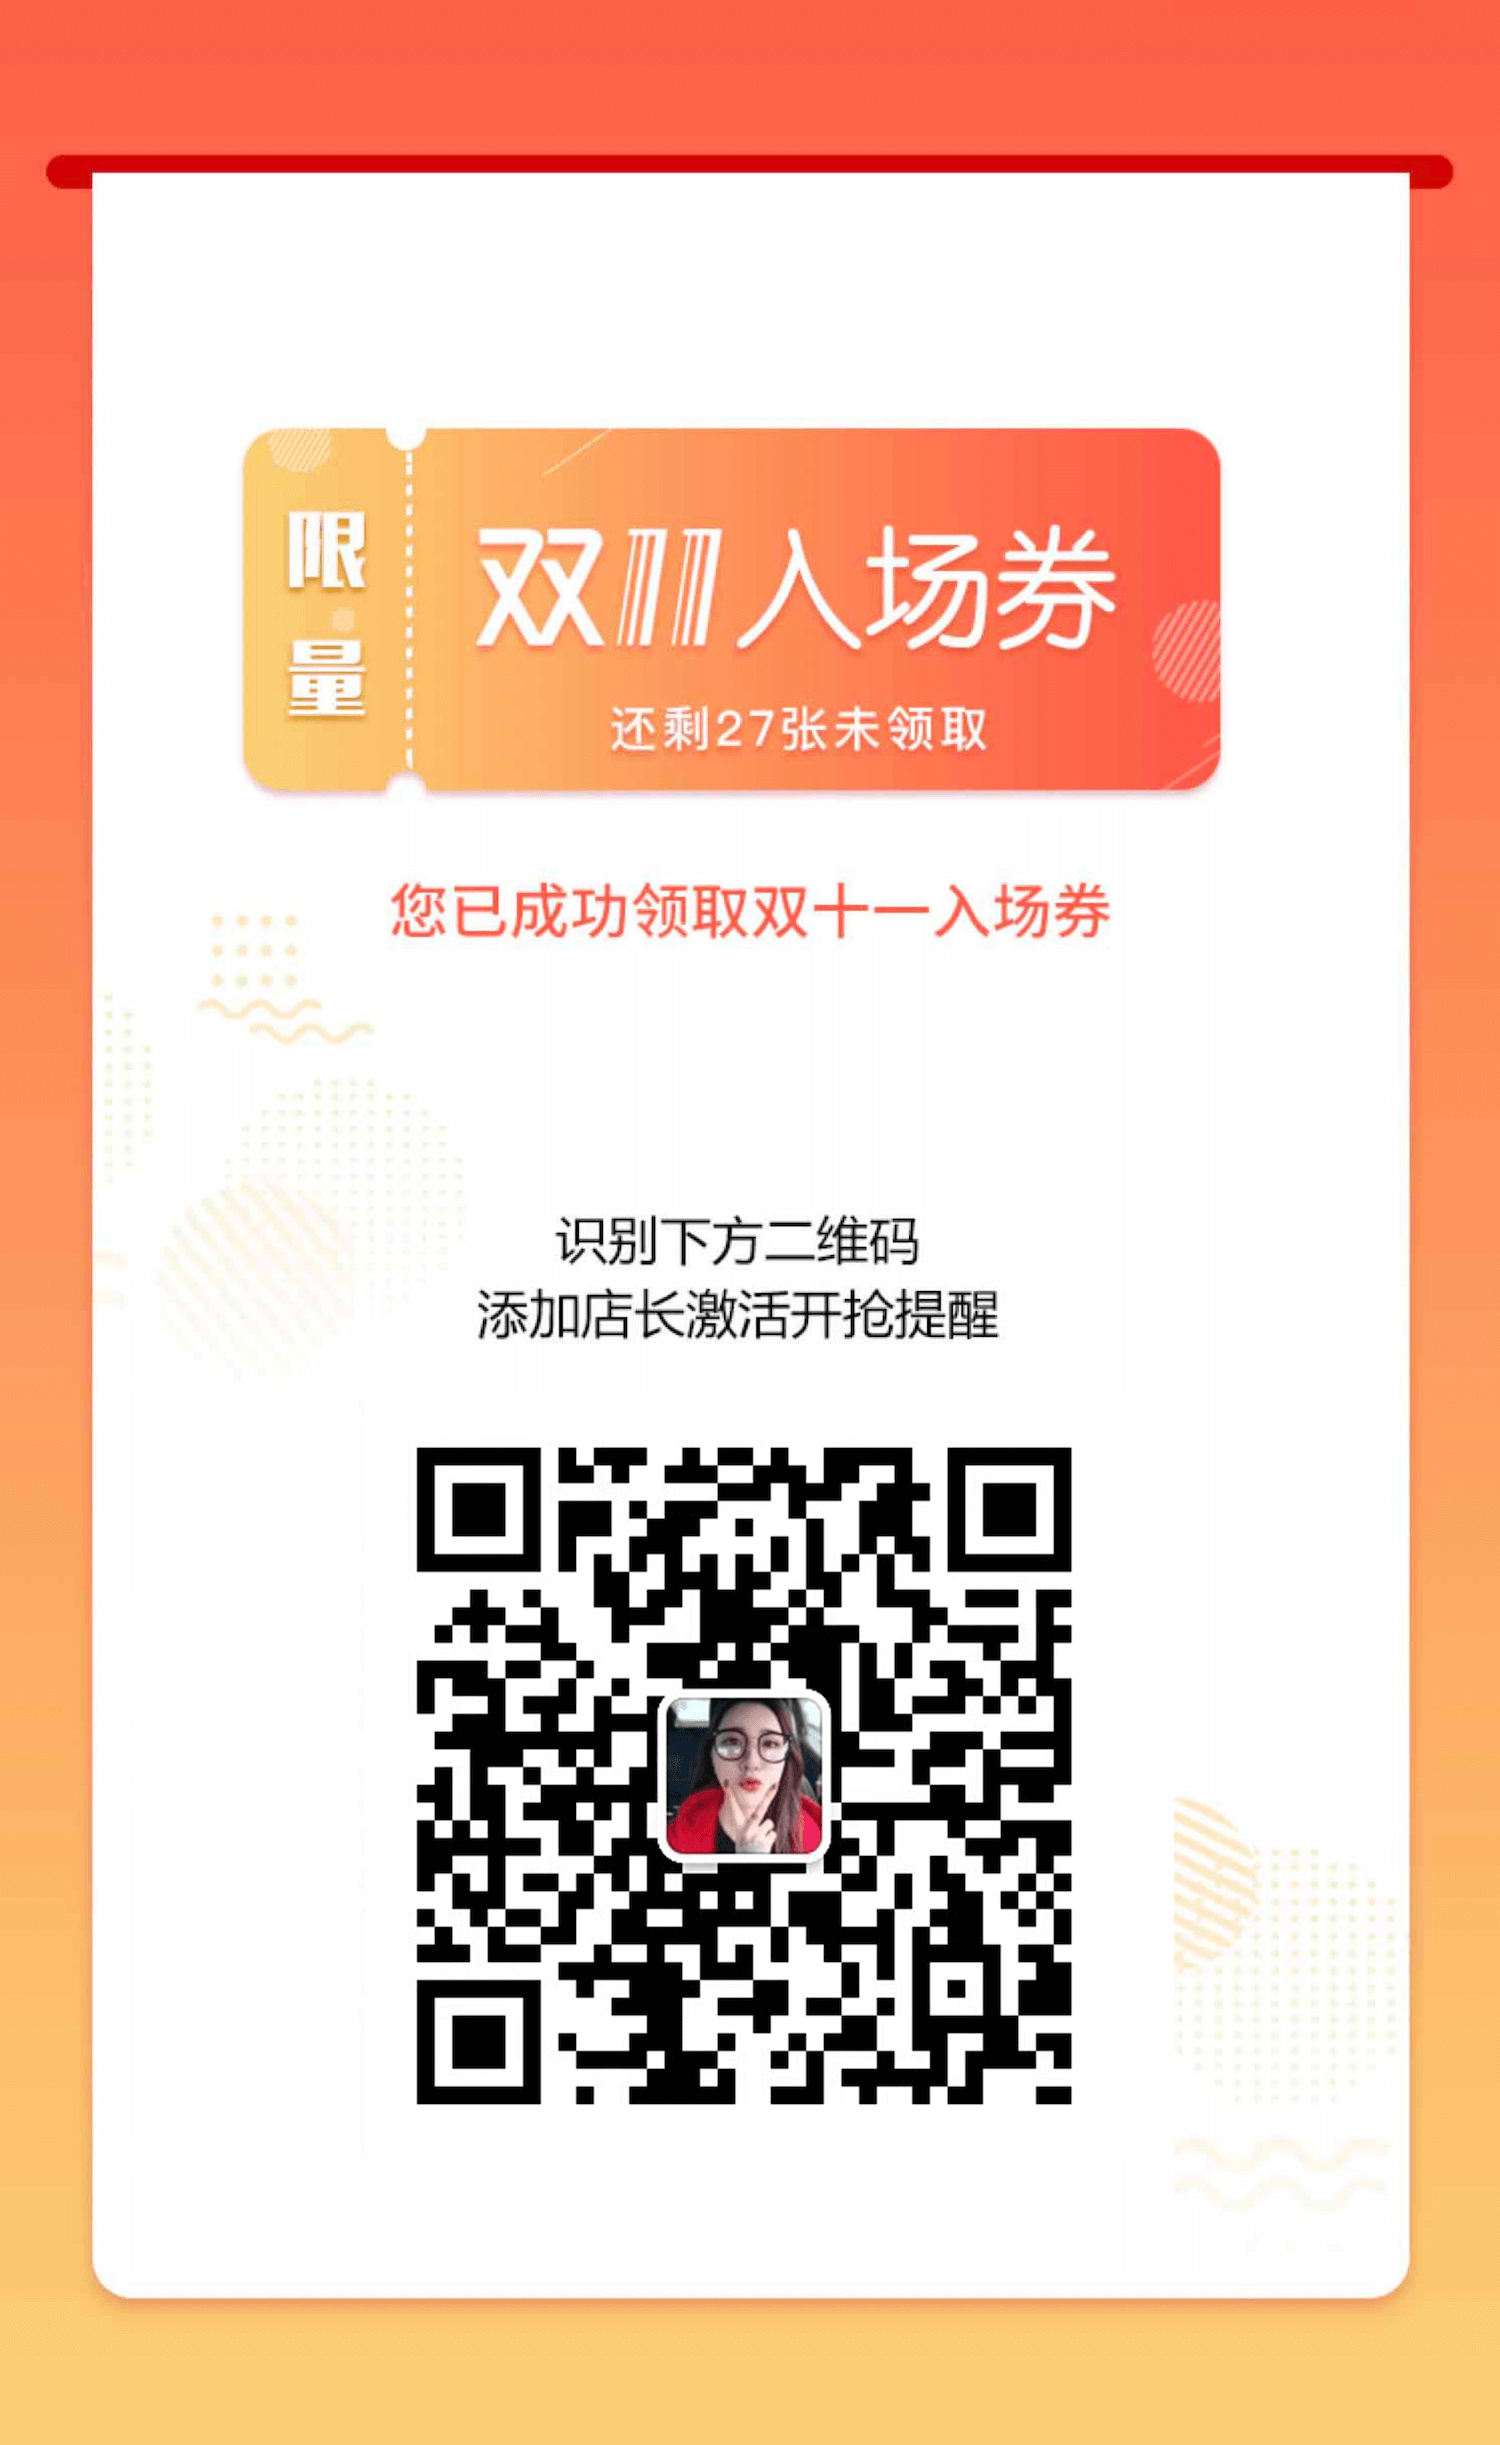 限量
双11入场券
还剩27张未领取
您已成功领取双十一入场券
识别下方二维码
添加店长激活开抢提醒